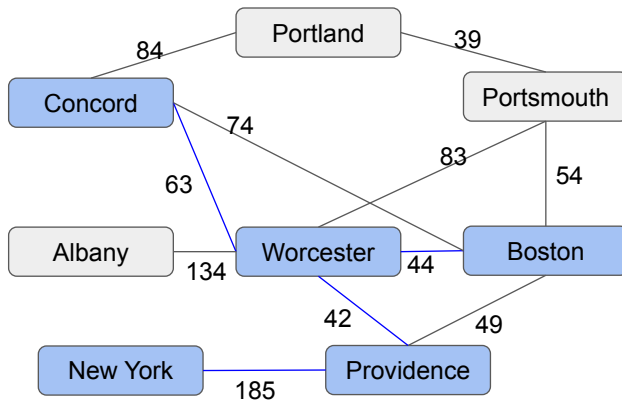 Portland
84
39
Concord
Portsmouth
74
83
63
54
Albany
Worcester
Boston
134
44
42
49
New York
Providence
185